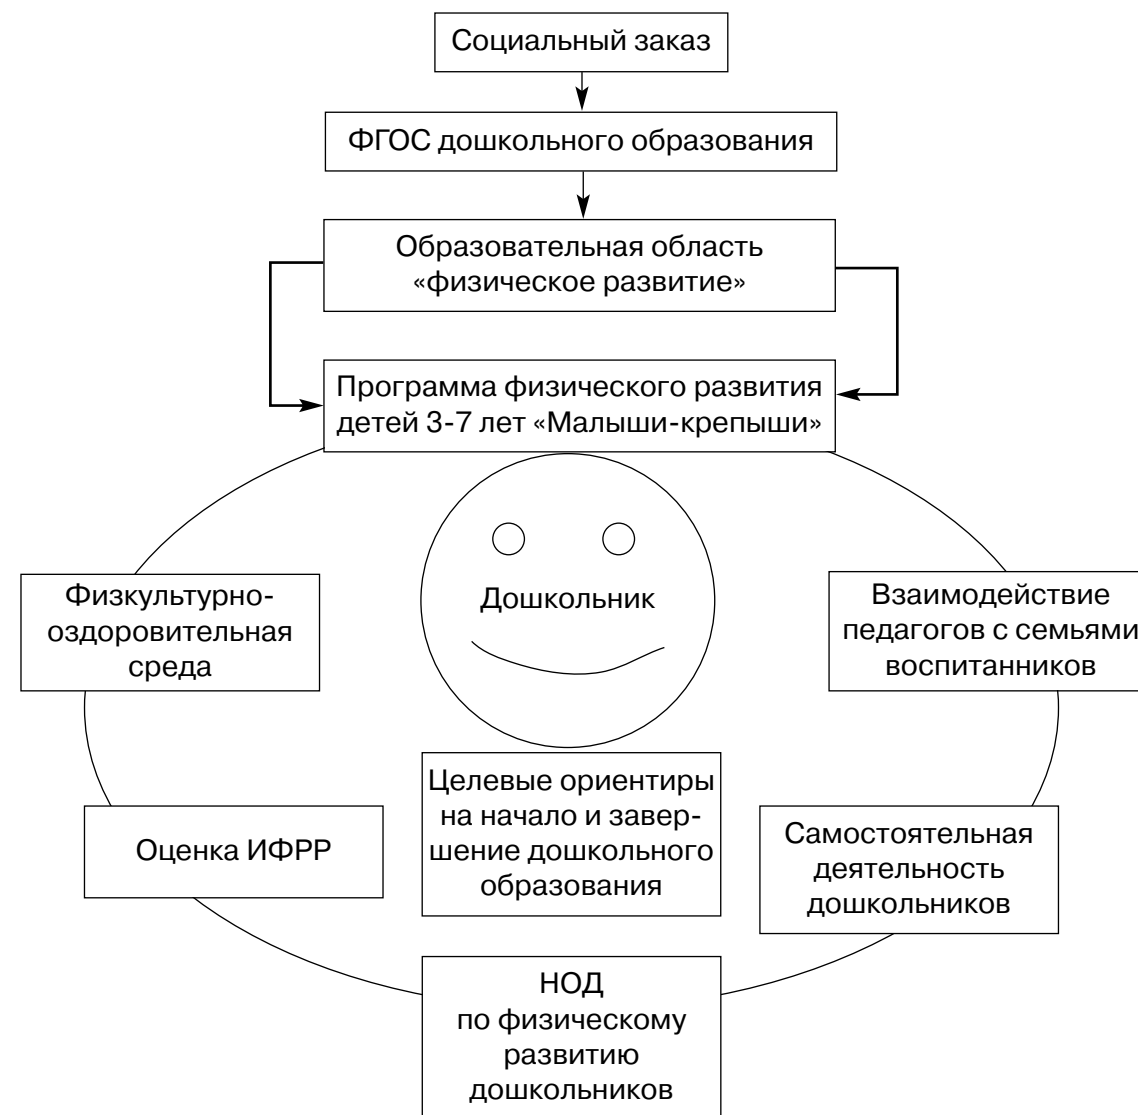 Социальный заказ
ФГОС дошкольного образования
Образовательная область
«физическое развитие»
Программа физического развития
детей 3-7 лет «Малыши-крепыши»
Физкультурно-
оздоровительная
среда
Дошкольник
Взаимодействие
педагогов с семьями
воспитанников
Оценка ИФРР
Целевые ориентиры
на начало и завер-
шение дошкольного
образования
Самостоятельная
деятельность
дошкольников
НОД
по физическому
развитию
дошкольников